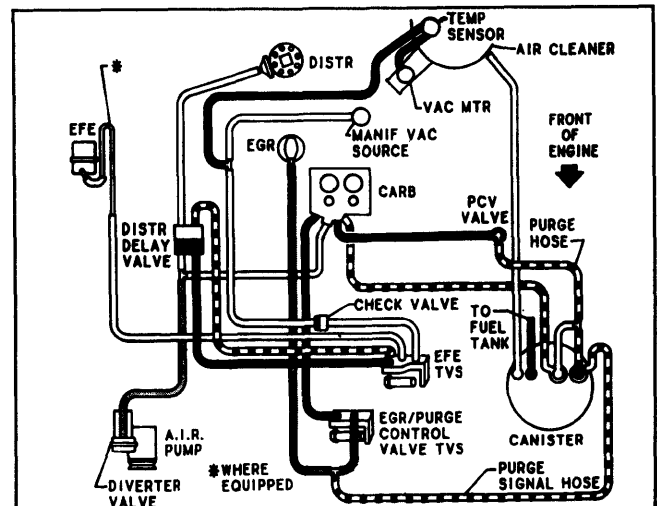 TEMP
SENSOR
AIR CLEANER
*
DISTR
VAC MTR
EFE
MANIF VAC
SOURCE
FRONT
OF
ENGINE
EGR
CARB
PCV
VALVE
PURGE
HOSE
DISTR
DELAY
VALVE
CHECK VALVE
TO
FUEL
TANK
EFE
TVS
A.I.R.
PUMP
EGR/PURGE
CONTROL
VALVE TVS
CANISTER
*WHERE
EQUIPPED
PURGE
SIGNAL HOSE
DIVERTER
VALVE